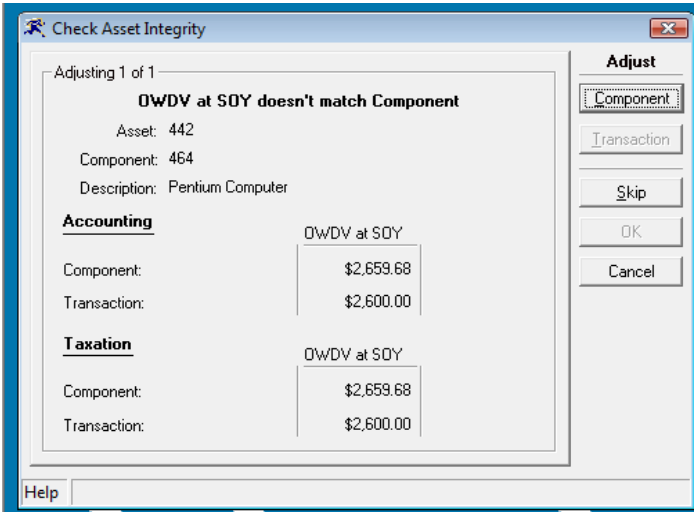 Check Asset Integrity
Adjusting 1 of 1
OWDV at SOY doesn't match Component
Asset: 442
Component: 464
Description: Pentium Computer
Accounting
OWDV at SOY
Component: $2,659.68
Transaction: $2,600.00
Taxation
OWDV at SOY
Component: $2,659.68
Transaction: $2,600.00
Adjust
Component
Transaction
Skip
OK
Cancel
Help